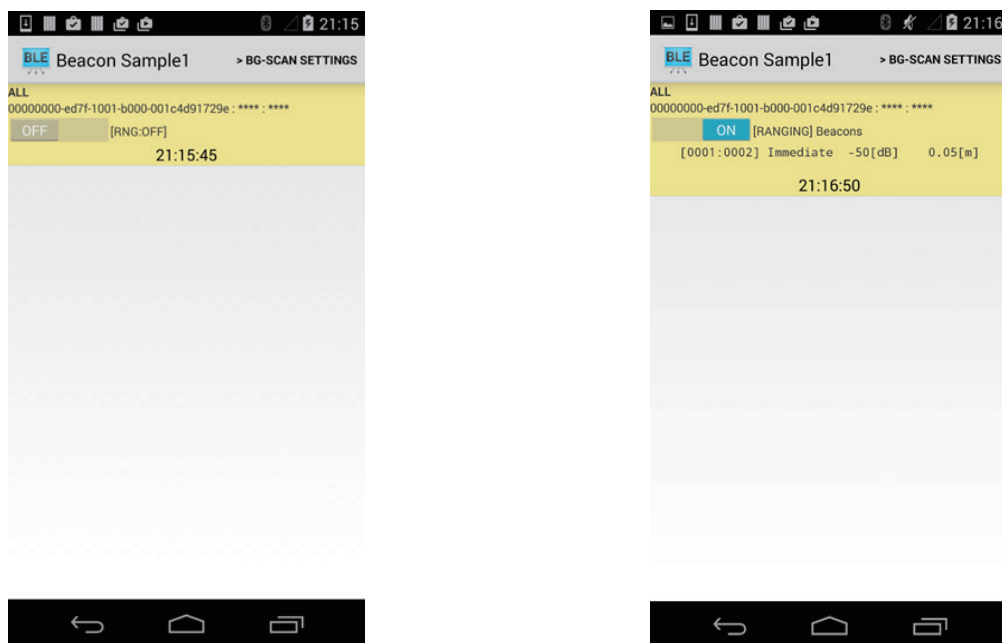 21:15
BLE Beacon Sample1 > BG-SCAN SETTINGS
ALL
00000000-ed7f-1001-b000-001c4d91729e : **** : ****
OFF [RNG:OFF]
21:15:45
21:16
BLE Beacon Sample1 > BG-SCAN SETTINGS
ALL
00000000-ed7f-1001-b000-001c4d91729e : **** : ****
ON [RANGING] Beacons
[0001:0002] Immediate -50[dB] 0.05[m]
21:16:50